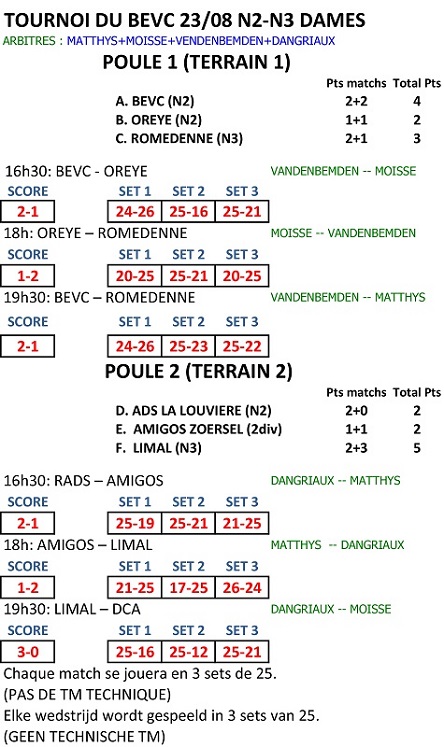 TOURNOI DU BEVC 23/08 N2-N3 DAMES
ARBITRES : MATTHYS+MOISSE+VENDENBEMDEN+DANGRIAUX
POULE 1 (TERRAIN 1)
Pts matchs Total Pts
A. BEVC (N2) 2+2 4
B. OREYE (N2) 1+1 2
C. ROMEDENNE (N3) 2+1 3
16h30: BEVC - OREYE VANDENBEMDEN -- MOISSE
SCORE SET 1 SET 2 SET 3
2-1 24-26 25-16 25-21
18h: OREYE – ROMEDENNE MOISSE -- VANDENBEMDEN
SCORE SET 1 SET 2 SET 3
1-2 20-25 25-21 20-25
19h30: BEVC – ROMEDENNE VANDENBEMDEN -- MATTHYS
SCORE SET 1 SET 2 SET 3
2-1 24-26 25-23 25-22
POULE 2 (TERRAIN 2)
Pts matchs Total Pts
D. ADS LA LOUVIERE (N2) 2+0 2
E. AMIGOS ZOERSEL (2div) 1+1 2
F. LIMAL (N3) 2+3 5
16h30: RADS – AMIGOS DANGRIAUX -- MATTHYS
SCORE SET 1 SET 2 SET 3
2-1 25-19 25-21 21-25
18h: AMIGOS – LIMAL MATTHYS -- DANGRIAUX
SCORE SET 1 SET 2 SET 3
1-2 21-25 17-25 26-24
19h30: LIMAL – DCA DANGRIAUX -- MOISSE
SCORE SET 1 SET 2 SET 3
3-0 25-16 25-12 25-21
Chaque match se jouera en 3 sets de 25.
(PAS DE TM TECHNIQUE)
Elke wedstrijd wordt gespeeld in 3 sets van 25.
(GEEN TECHNISCHE TM)